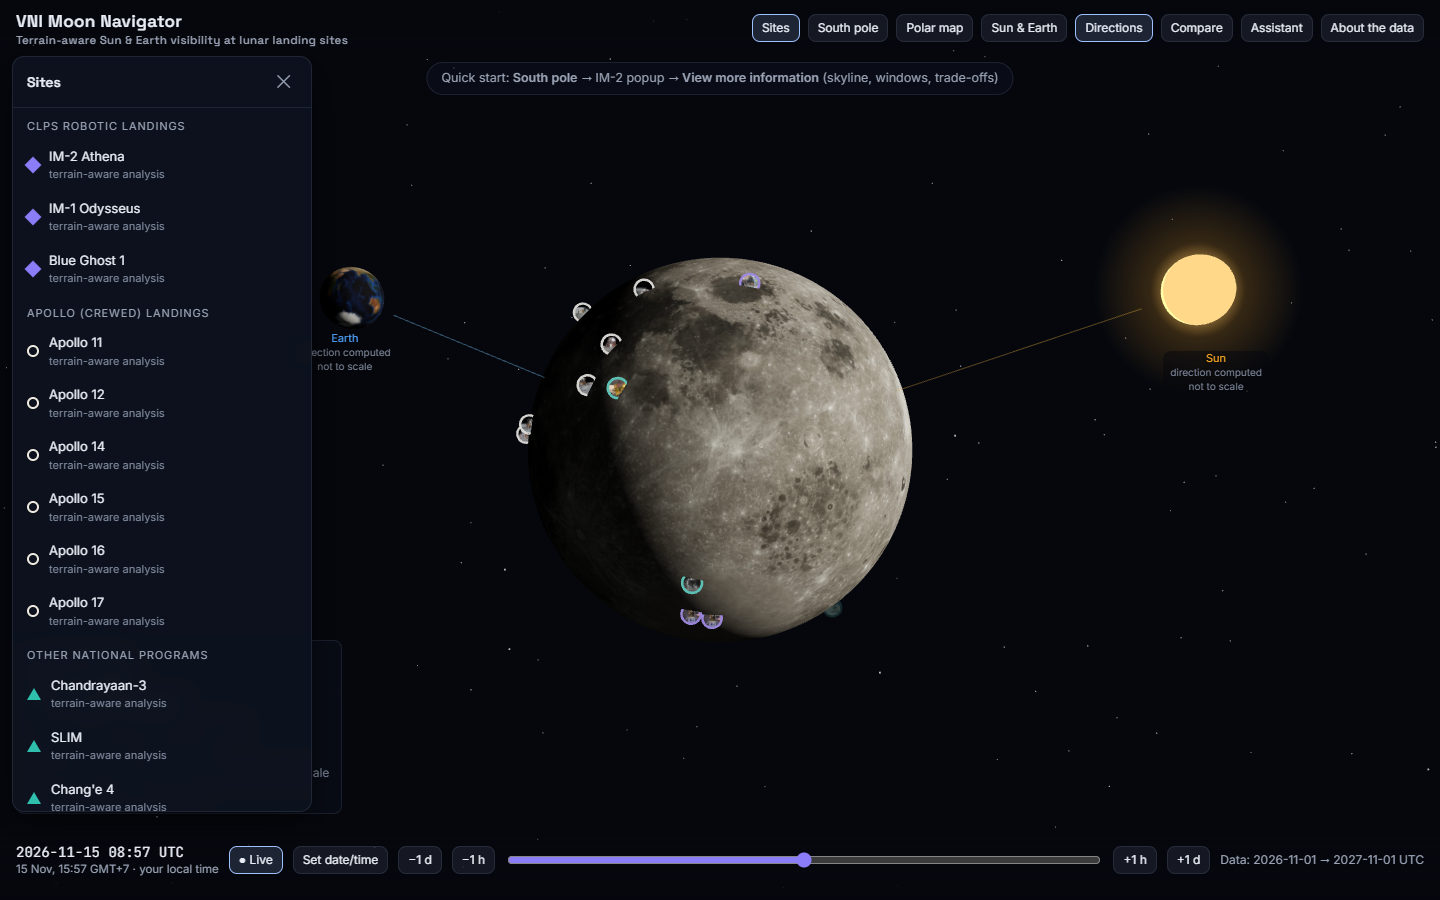 VNI Moon Navigator
Terrain-aware Sun & Earth visibility at lunar landing sites
Sites
South pole
Polar map
Sun & Earth
Directions
Compare
Assistant
About the data
Quick start: South pole → IM-2 popup → View more information (skyline, windows, trade-offs)
Sites
CLPS ROBOTIC LANDINGS
IM-2 Athena
terrain-aware analysis
IM-1 Odysseus
terrain-aware analysis
Blue Ghost 1
terrain-aware analysis
APOLLO (CREWED) LANDINGS
Apollo 11
terrain-aware analysis
Apollo 12
terrain-aware analysis
Apollo 14
terrain-aware analysis
Apollo 15
terrain-aware analysis
Apollo 16
terrain-aware analysis
Apollo 17
terrain-aware analysis
OTHER NATIONAL PROGRAMS
Chandrayaan-3
terrain-aware analysis
SLIM
terrain-aware analysis
Chang'e 4
terrain-aware analysis
Earth
ection computed
not to scale
Sun
direction computed
not to scale
ale
2026-11-15 08:57 UTC
15 Nov, 15:57 GMT+7 · your local time
● Live
Set date/time
−1 d
−1 h
+1 h
+1 d
Data: 2026-11-01 → 2027-11-01 UTC